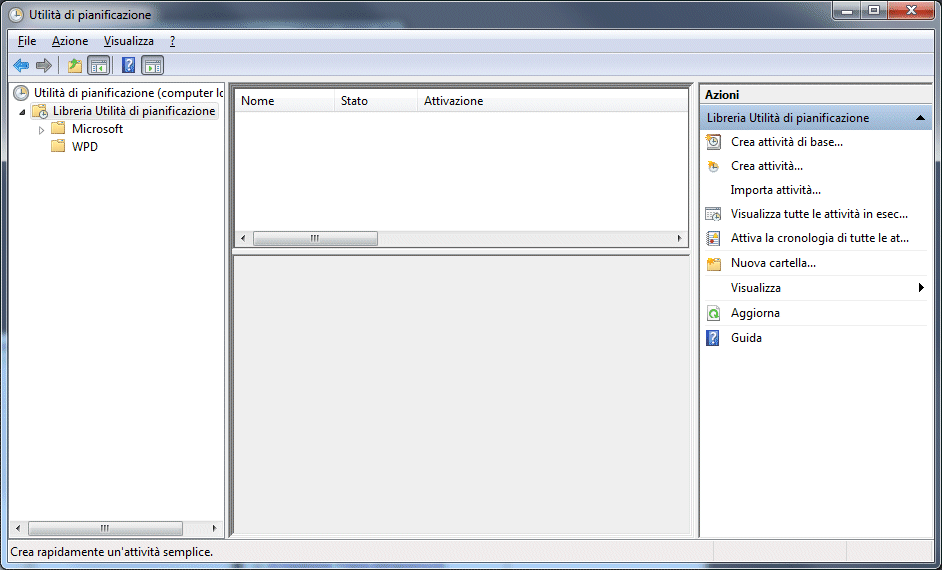 Utilità di pianificazione
File Azione Visualizza ?
Utilità di pianificazione (computer lo
Libreria Utilità di pianificazione
Microsoft
WPD
Nome Stato Attivazione
Azioni
Libreria Utilità di pianificazione
Crea attività di base...
Crea attività...
Importa attività...
Visualizza tutte le attività in esec...
Attiva la cronologia di tutte le at...
Nuova cartella...
Visualizza
Aggiorna
Guida
Crea rapidamente un'attività semplice.